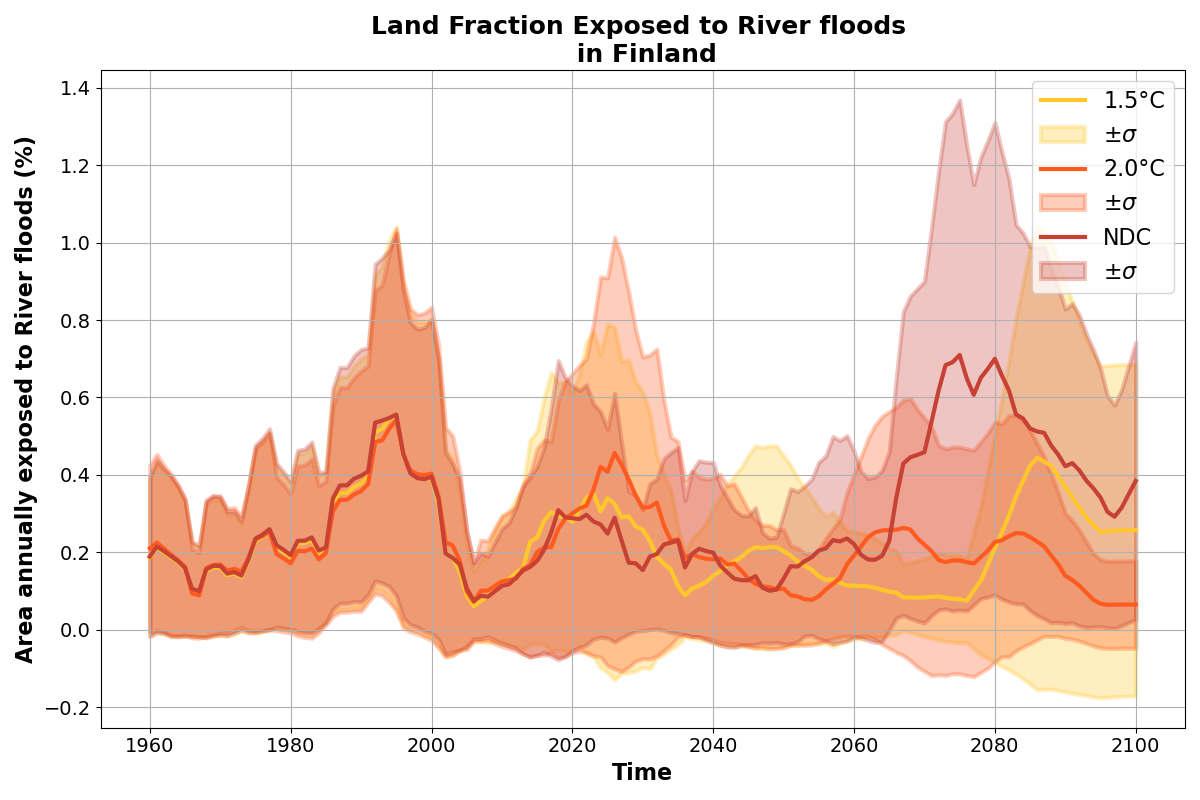 Land Fraction Exposed to River floods
in Finland
Area annually exposed to River floods (%)
1.4
1.2
1.0
0.8
0.6
0.4
0.2
0.0
−0.2
1960
1980
2000
2020
2040
2060
2080
2100
Time
1.5°C
±σ
2.0°C
±σ
NDC
±σ